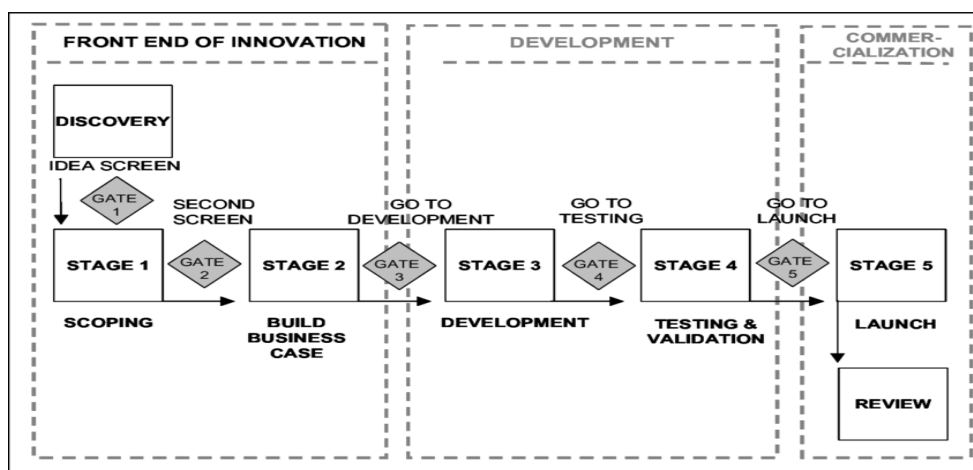 FRONT END OF INNOVATION
DEVELOPMENT
COMMER-
CIALIZATION
DISCOVERY
IDEA SCREEN
GATE
1
SECOND
SCREEN
GO TO
DEVELOPMENT
GO TO
TESTING
GO TO
LAUNCH
STAGE 1
GATE
2
STAGE 2
GATE
3
STAGE 3
GATE
4
STAGE 4
GATE
5
STAGE 5
SCOPING
BUILD
BUSINESS
CASE
DEVELOPMENT
TESTING &
VALIDATION
LAUNCH
REVIEW